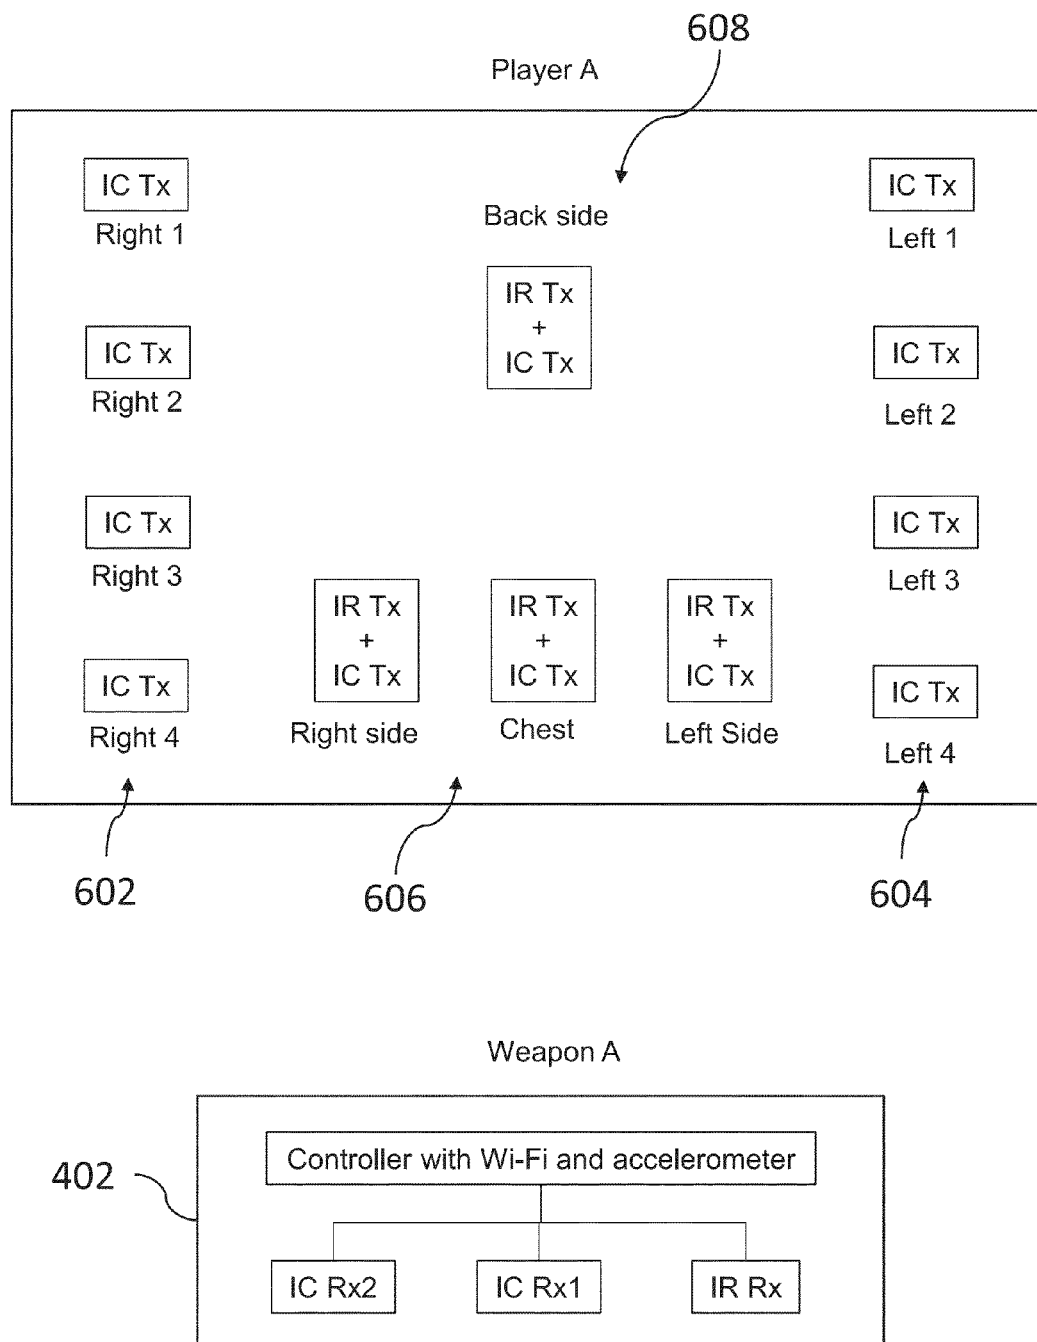 608
Player A
IC Tx
Right 1
Back side
IC Tx
Left 1
IR Tx
+
IC Tx
IC Tx
Right 2
IC Tx
Left 2
IC Tx
Right 3
IC Tx
Left 3
IR Tx
+
IC Tx
Right side
IR Tx
+
IC Tx
Chest
IR Tx
+
IC Tx
Left Side
IC Tx
Right 4
IC Tx
Left 4
602
606
604
Weapon A
402
Controller with Wi-Fi and accelerometer
IC Rx2
IC Rx1
IR Rx